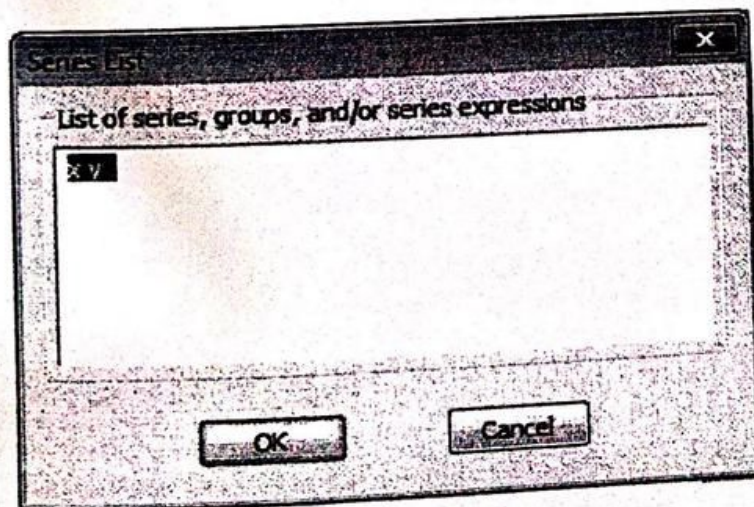 Series List
List of series, groups, and/or series expressions
x y
OK
Cancel